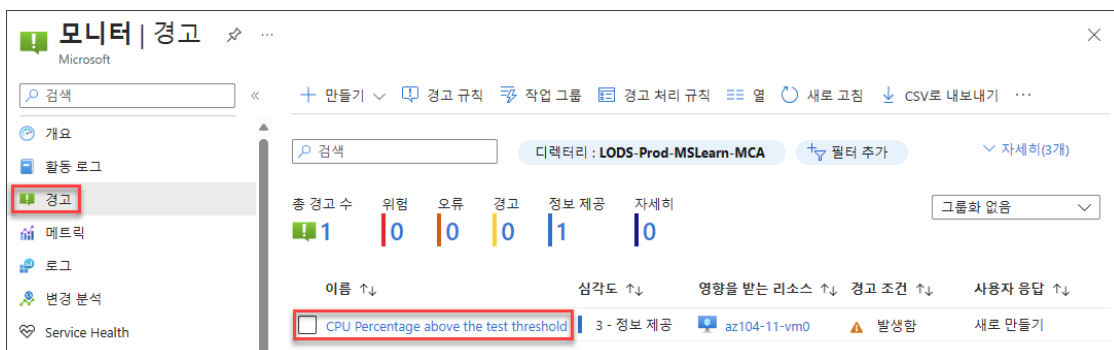 모니터 | 경고
Microsoft
검색
만들기 경고 규칙 작업 그룹 경고 처리 규칙 열 새로 고침 CSV로 내보내기
개요
활동 로그
경고
메트릭
로그
변경 분석
Service Health
검색 디렉터리 : LODS-Prod-MSLearn-MCA 필터 추가 자세히(3개)
총 경고 수 위험 오류 경고 정보 제공 자세히
1 0 0 0 1 0
그룹화 없음
이름 심각도 영향을 받는 리소스 경고 조건 사용자 응답
CPU Percentage above the test threshold 3 - 정보 제공 az104-11-vm0 발생함 새로 만들기